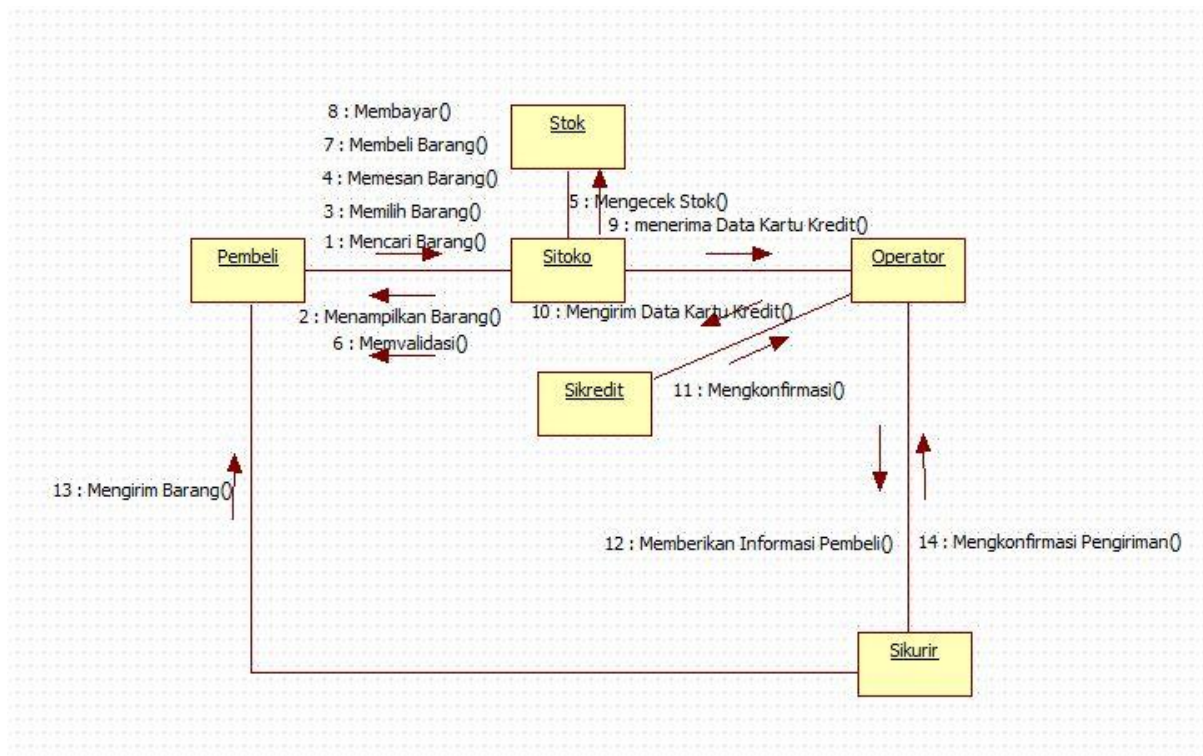 8 : Membayar()
Stok
7 : Membeli Barang()
4 : Memesan Barang()
5 : Mengecek Stok()
3 : Memilih Barang()
9 : menerima Data Kartu Kredit()
1 : Mencari Barang()
Pembeli
Sitoko
Operator
2 : Menampilkan Barang()
10 : Mengirim Data Kartu Kredit()
6 : Memvalidasi()
Sikredit
11 : Mengkonfirmasi()
13 : Mengirim Barang()
12 : Memberikan Informasi Pembeli()
14 : Mengkonfirmasi Pengiriman()
Sikurir